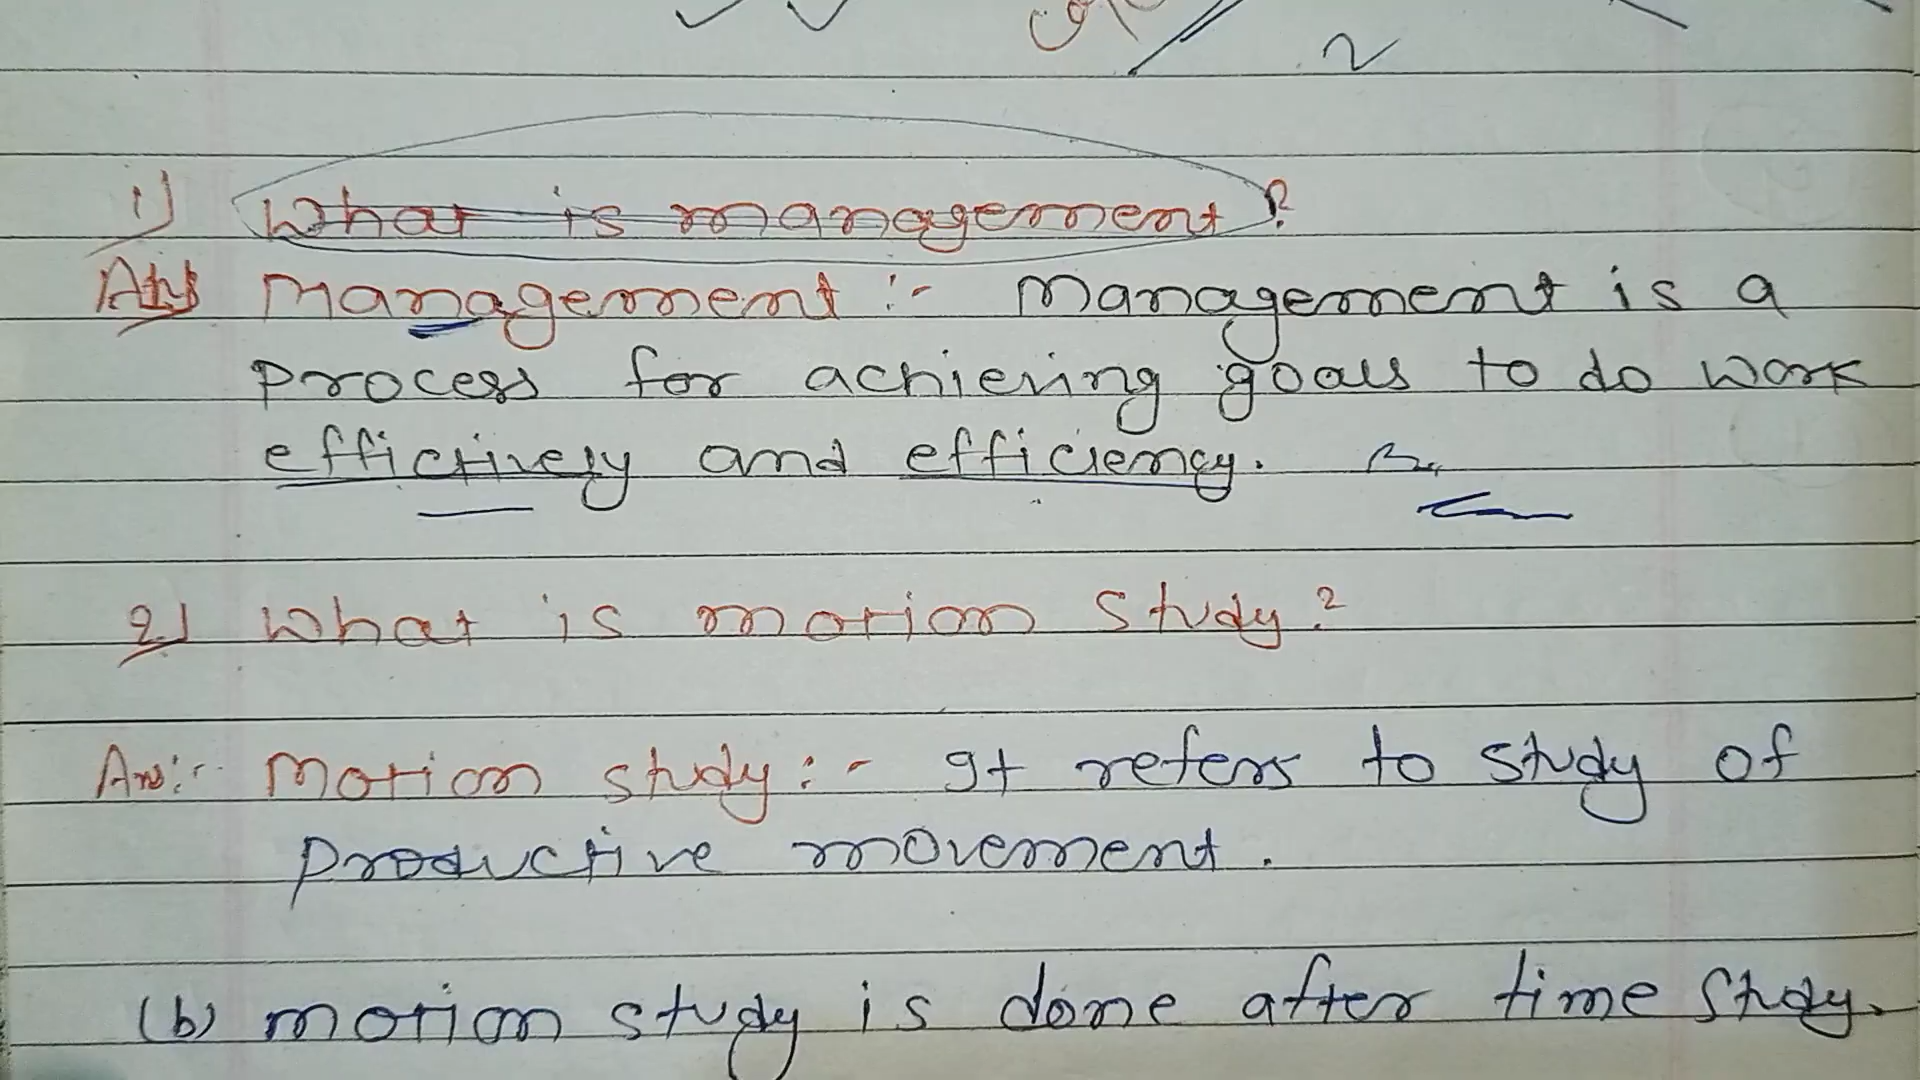 1) What is management ?
Ans Management :- Management is a
process for achieving goals to do work
effictively and efficiency.
2) What is motion study ?
Ans:- Motion study :- It refers to study of
productive movement.
(b) motion study is done after time study.